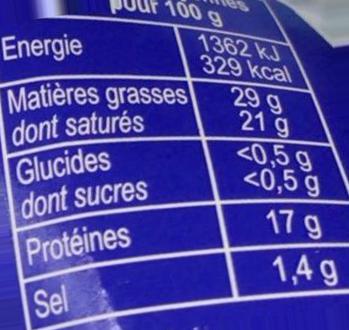 pour 100 g
Energie 1362 kJ
329 kcal
Matières grasses 29 g
dont saturés 21 g
Glucides <0,5 g
dont sucres <0,5 g
Protéines 17 g
Sel 1,4 g